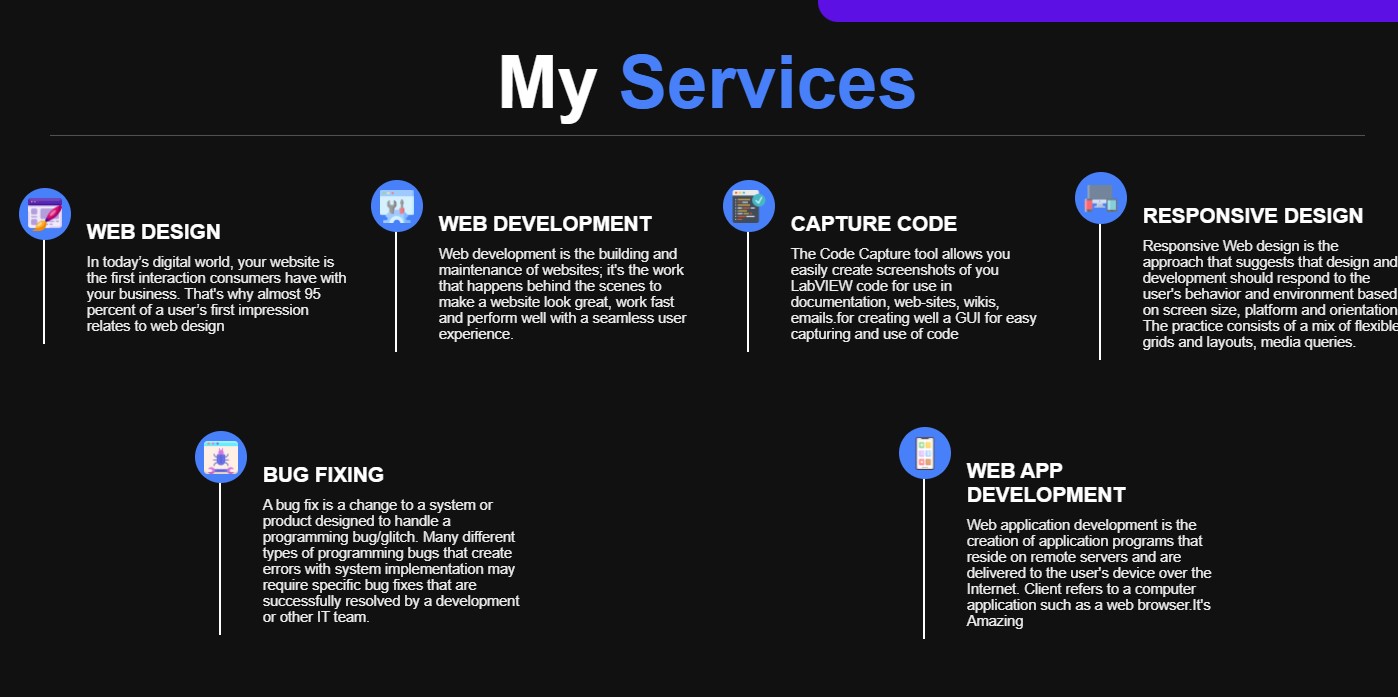 My Services
WEB DESIGN
In today’s digital world, your website is
the first interaction consumers have with
your business. That's why almost 95
percent of a user’s first impression
relates to web design
WEB DEVELOPMENT
Web development is the building and
maintenance of websites; it's the work
that happens behind the scenes to
make a website look great, work fast
and perform well with a seamless user
experience.
CAPTURE CODE
The Code Capture tool allows you
easily create screenshots of you
LabVIEW code for use in
documentation, web-sites, wikis,
emails.for creating well a GUI for easy
capturing and use of code
RESPONSIVE DESIGN
Responsive Web design is the
approach that suggests that design and
development should respond to the
user's behavior and environment based
on screen size, platform and orientation
The practice consists of a mix of flexible
grids and layouts, media queries.
BUG FIXING
A bug fix is a change to a system or
product designed to handle a
programming bug/glitch. Many different
types of programming bugs that create
errors with system implementation may
require specific bug fixes that are
successfully resolved by a development
or other IT team.
WEB APP
DEVELOPMENT
Web application development is the
creation of application programs that
reside on remote servers and are
delivered to the user's device over the
Internet. Client refers to a computer
application such as a web browser.It's
Amazing